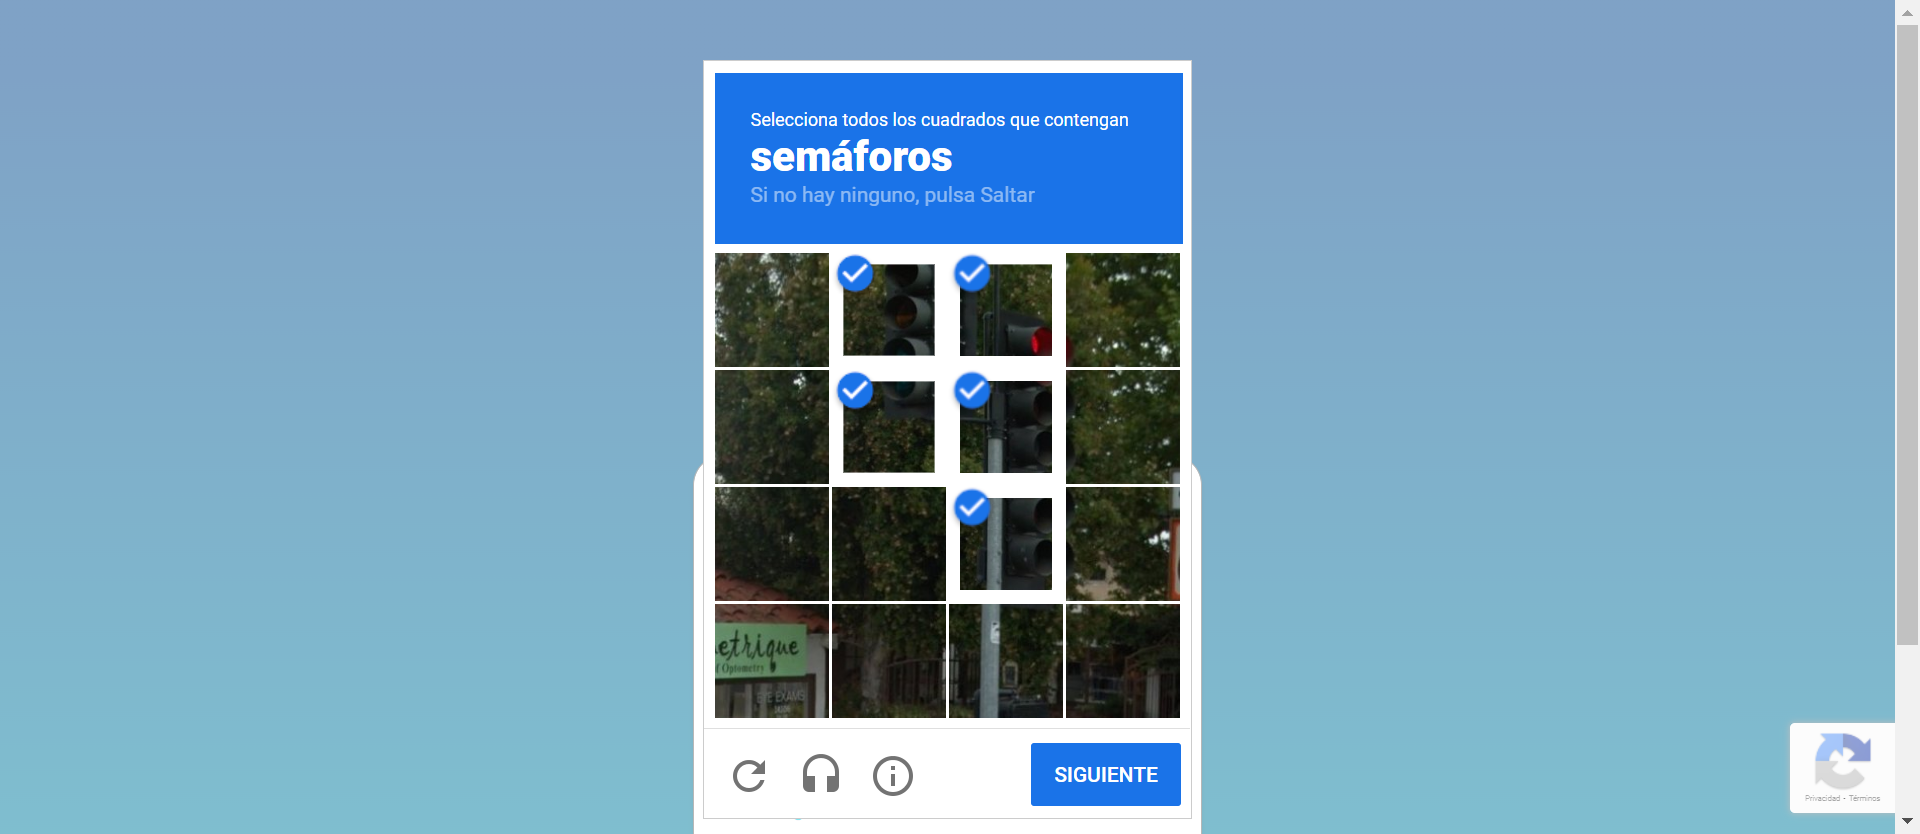 Selecciona todos los cuadrados que contengan
semáforos
Si no hay ninguno, pulsa Saltar
etrique
of Optometry
EYE EXAMS
SIGUIENTE
Privacidad - Términos